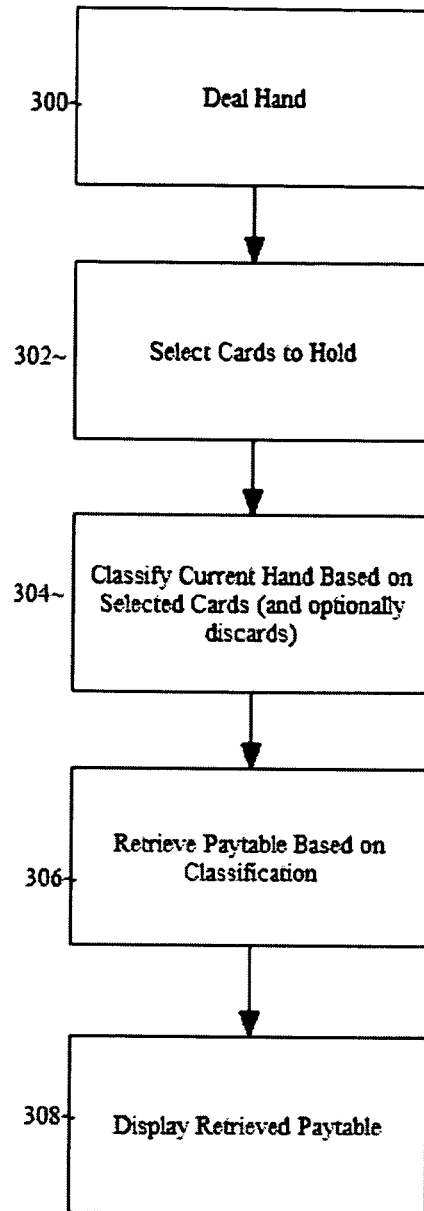 300- Deal Hand
302~ Select Cards to Hold
Classify Current Hand Based on
304~ Selected Cards (and optionally
discards)
Retrieve Paytable Based on
306- Classification
308- Display Retrieved Paytable